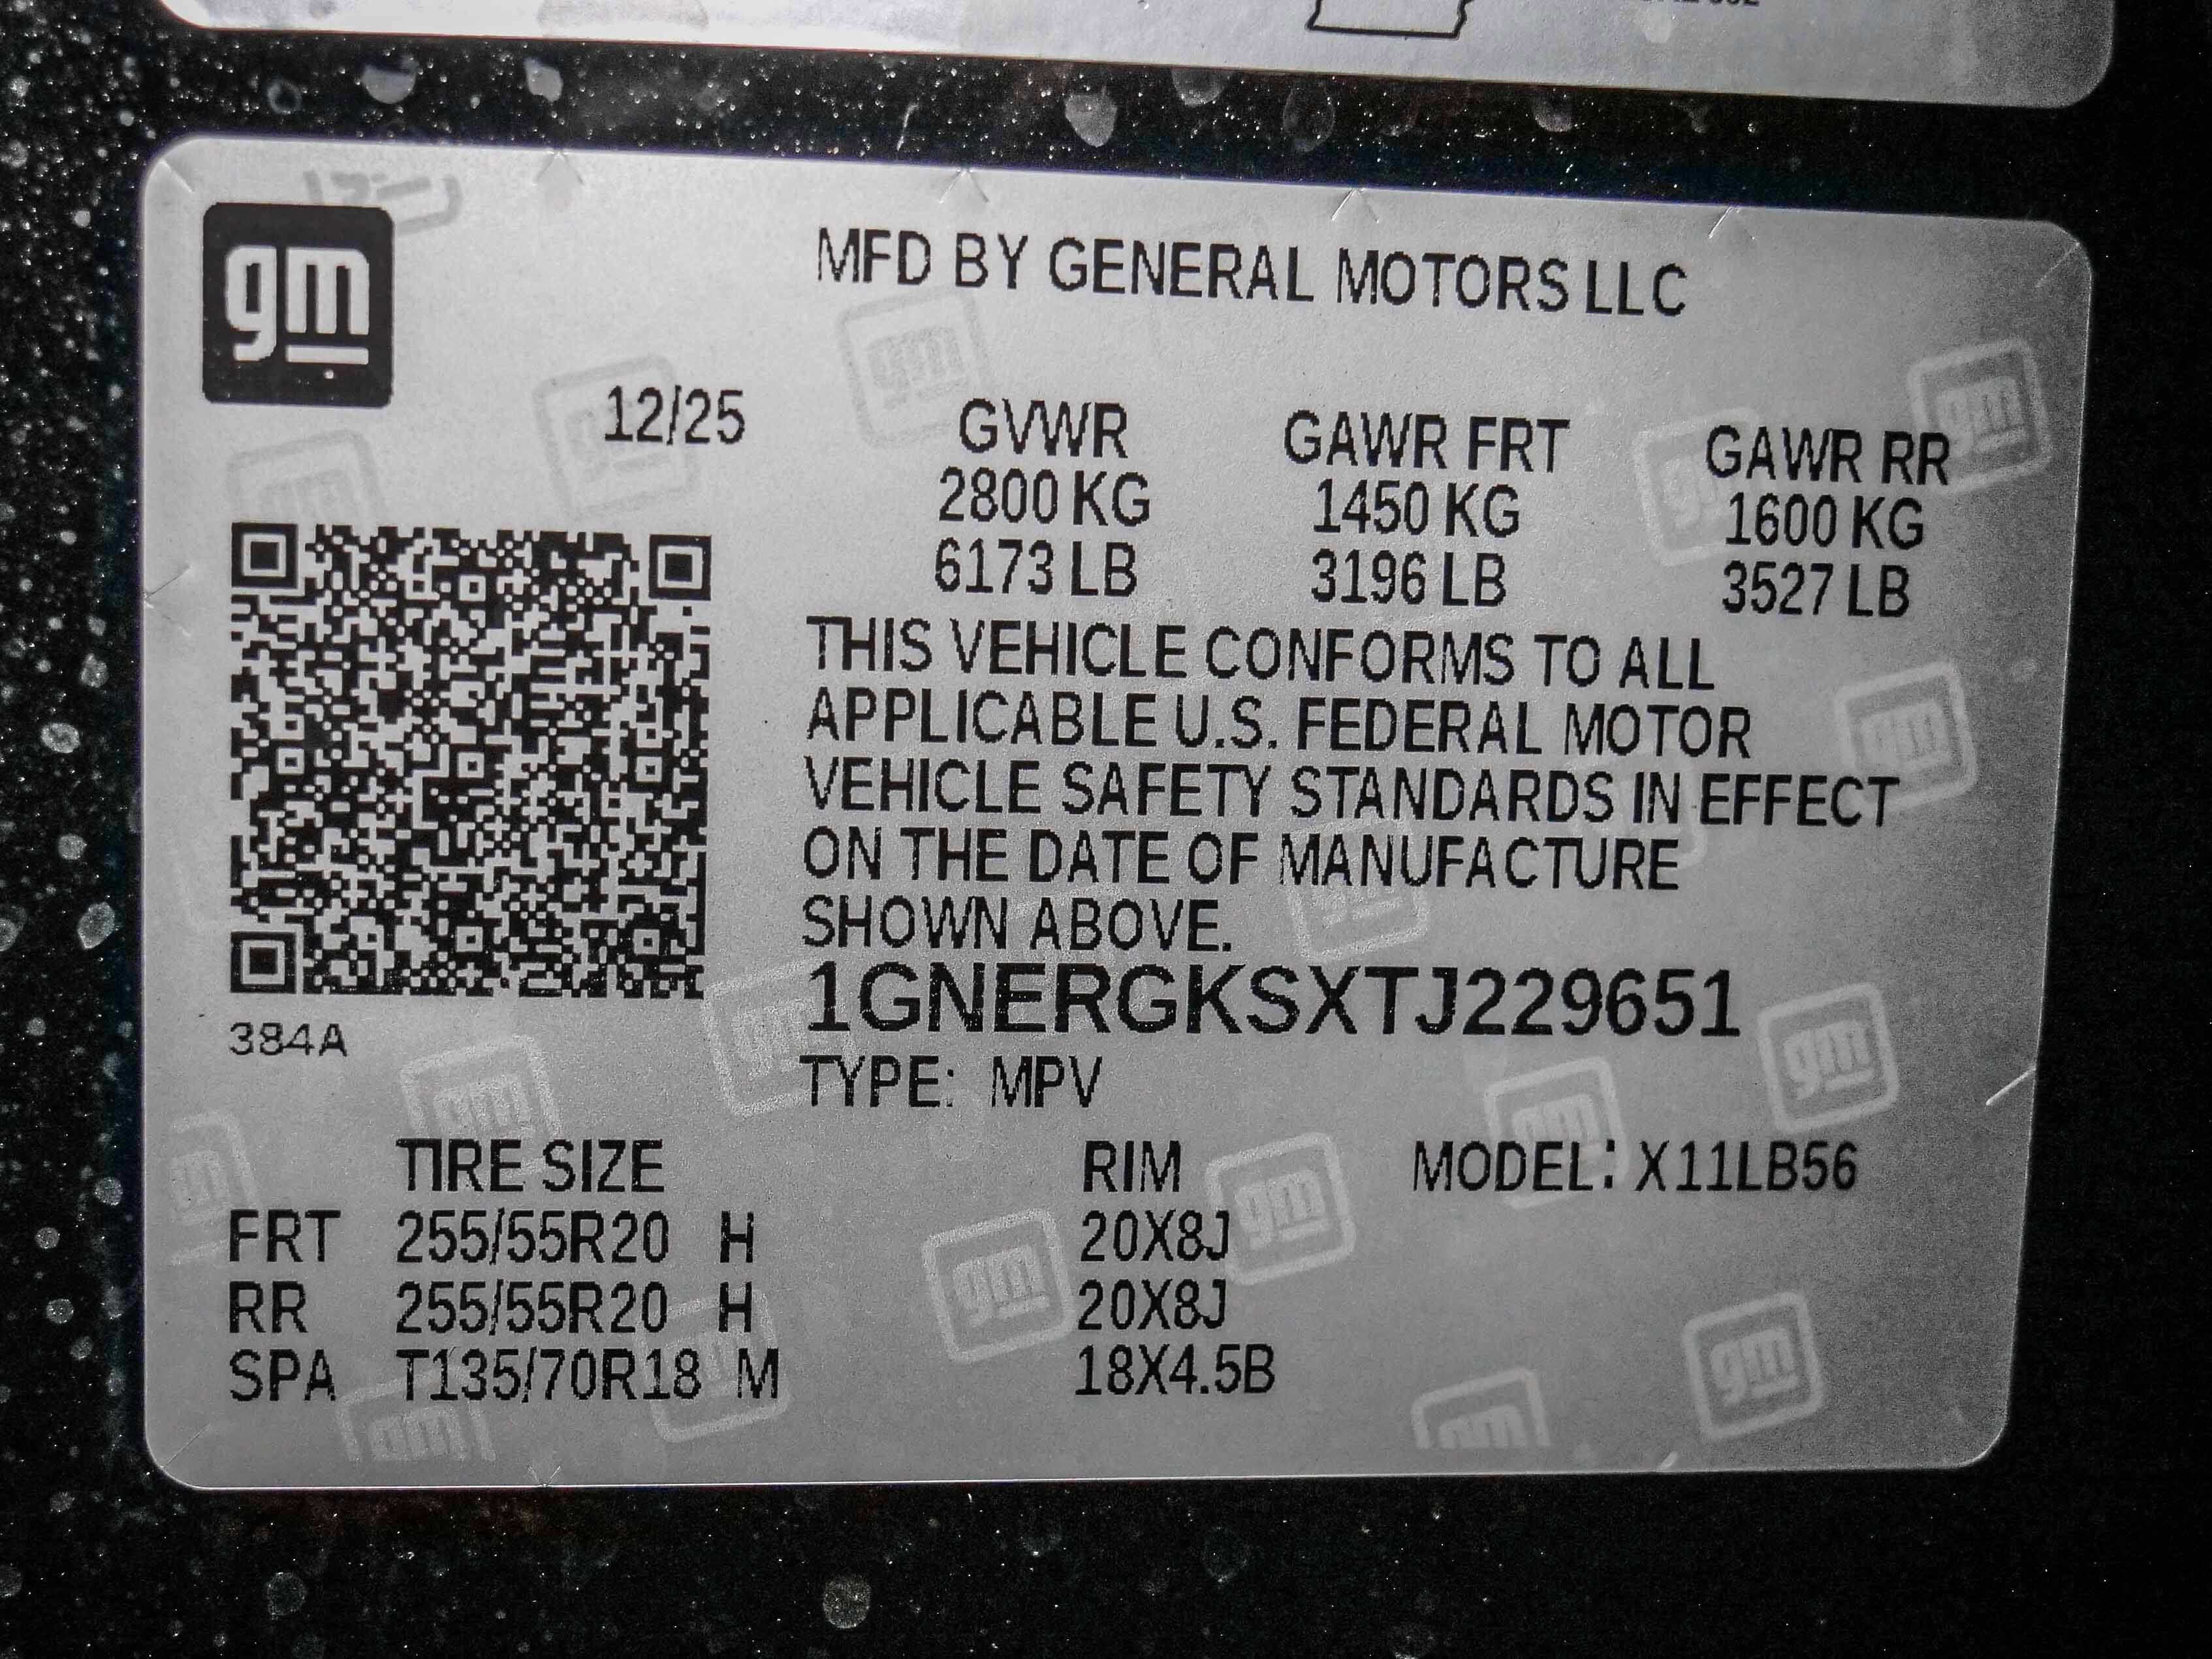 gm
MFD BY GENERAL MOTORS LLC
12/25
GVWR GAWR FRT GAWR RR
2800 KG 1450 KG 1600 KG
6173 LB 3196 LB 3527 LB
THIS VEHICLE CONFORMS TO ALL
APPLICABLE U.S. FEDERAL MOTOR
VEHICLE SAFETY STANDARDS IN EFFECT
ON THE DATE OF MANUFACTURE
SHOWN ABOVE.
1GNERGKSXTJ229651
384A
TYPE: MPV
TIRE SIZE RIM MODEL: X11LB56
FRT 255/55R20 H 20X8J
RR 255/55R20 H 20X8J
SPA T135/70R18 M 18X4.5B